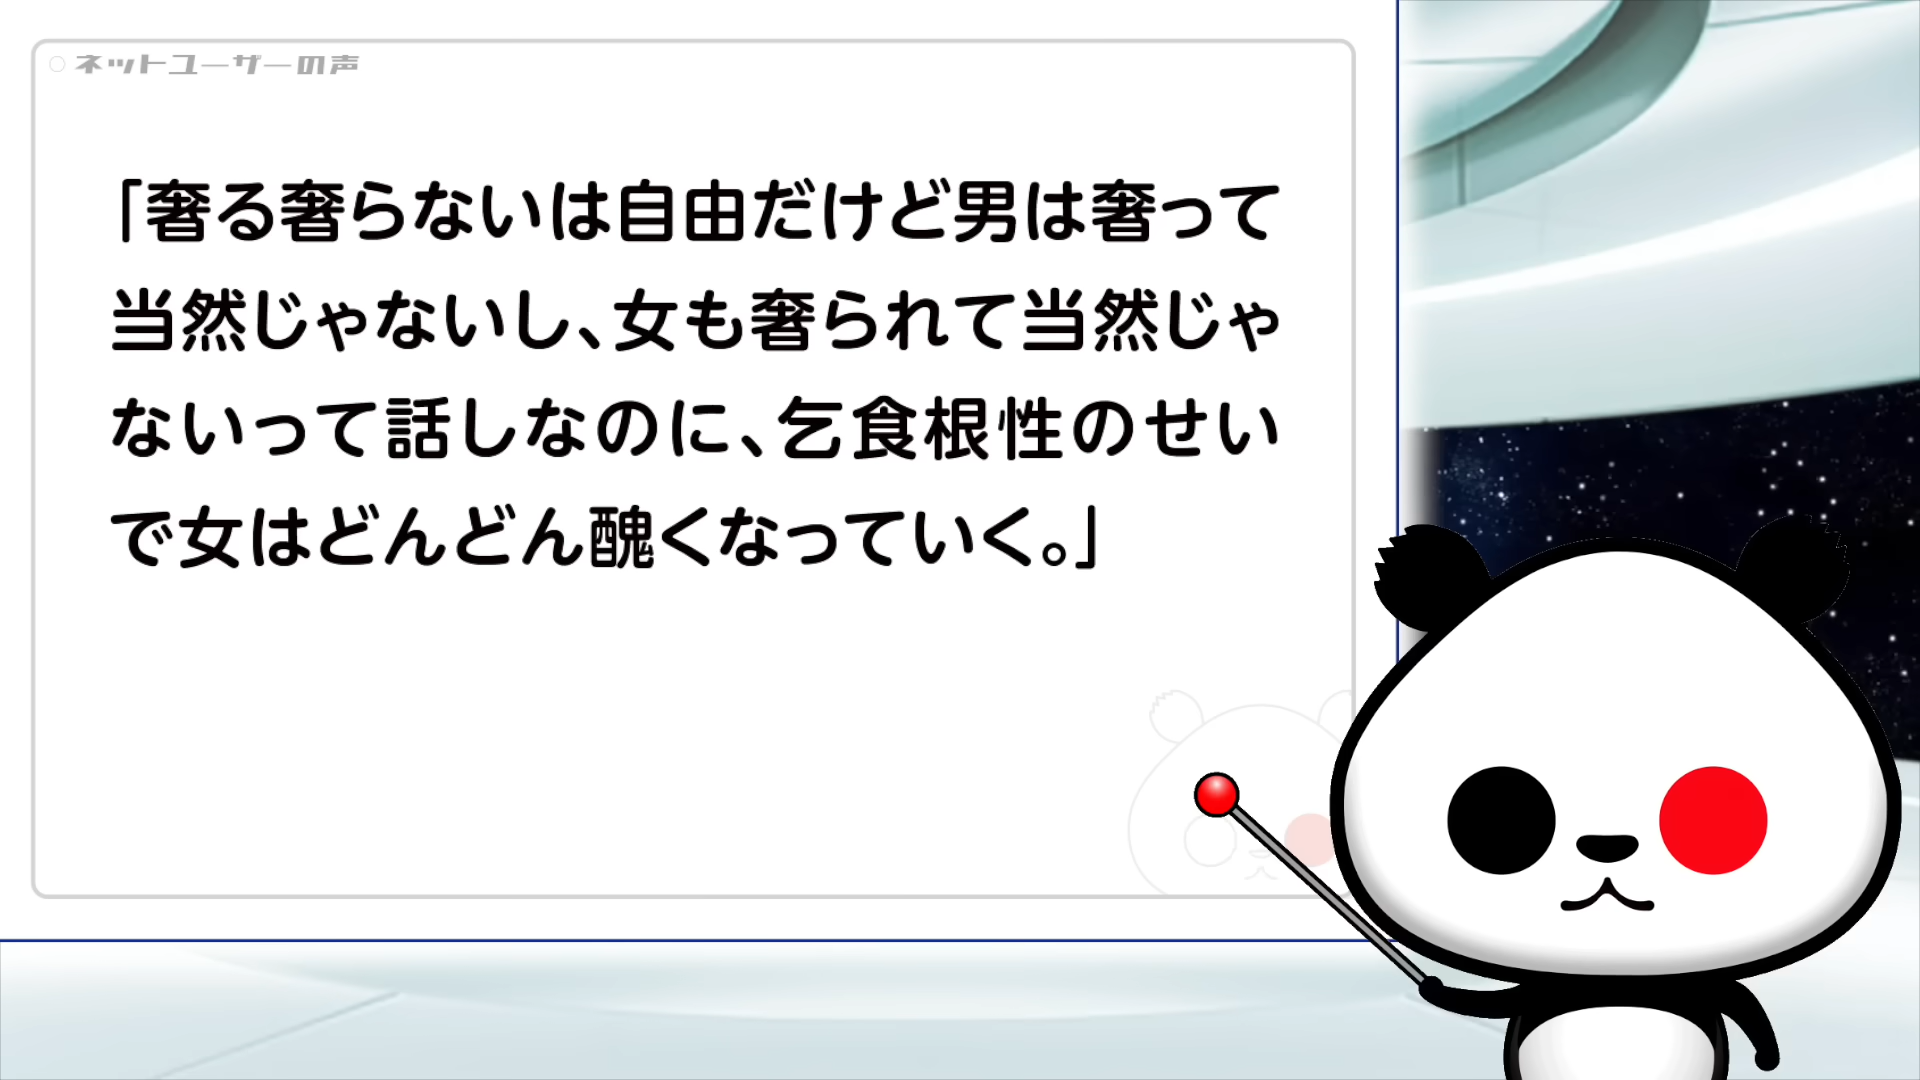 ネットユーザーの声
「奢る奢らないは自由だけど男は奢って
当然じゃないし、女も奢られて当然じゃ
ないって話しなのに、乞食根性のせい
で女はどんどん醜くなっていく。」